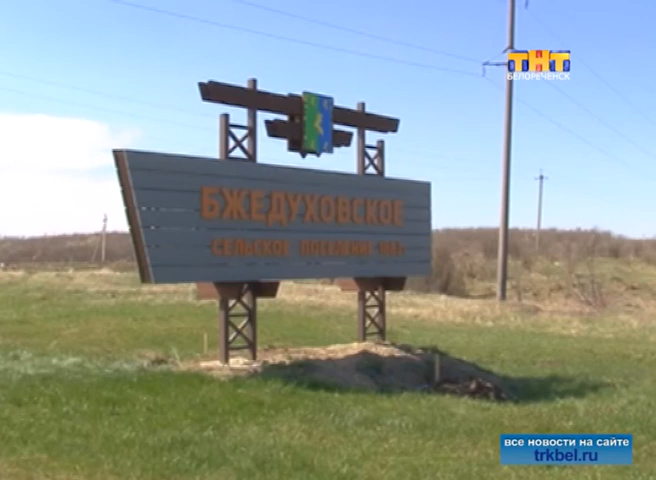 ТНТ
БЕЛОРЕЧЕНСК
БЖЕДУХОВСКОЕ
СЕЛЬСКОЕ ПОСЕЛЕНИЕ
все новости на сайте
trkbel.ru